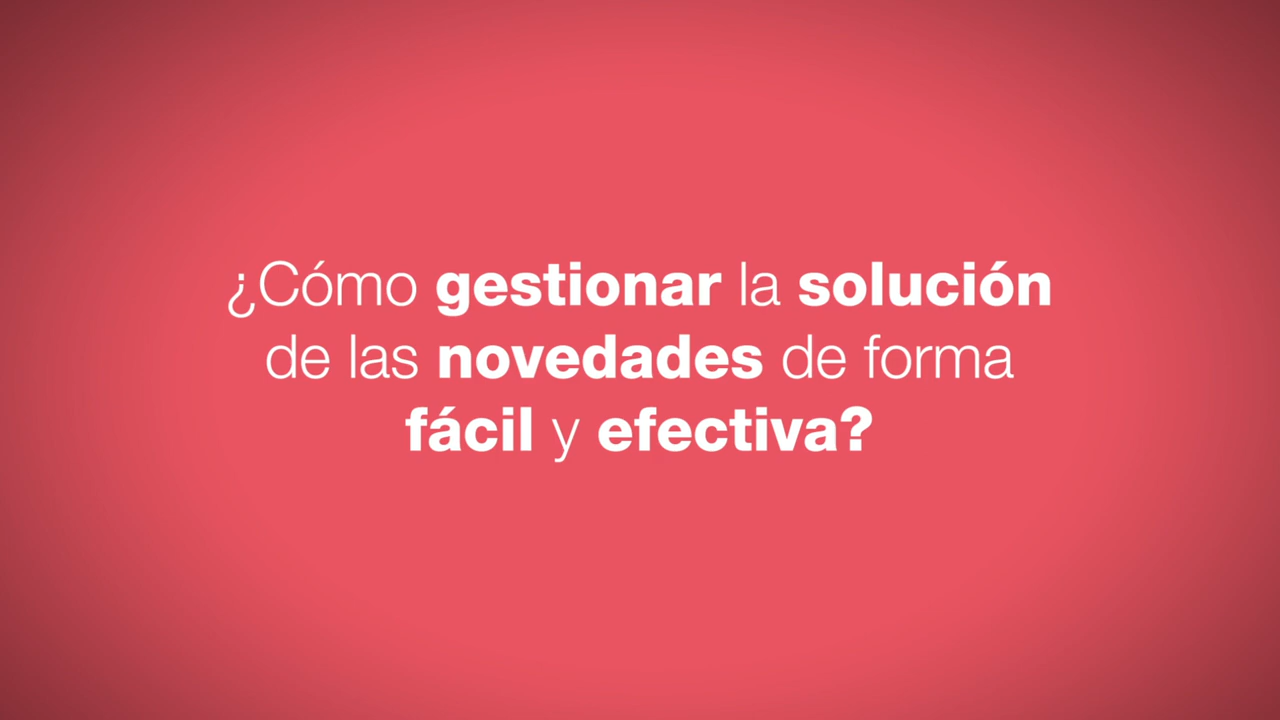 ¿Cómo gestionar la solución
de las novedades de forma
fácil y efectiva?